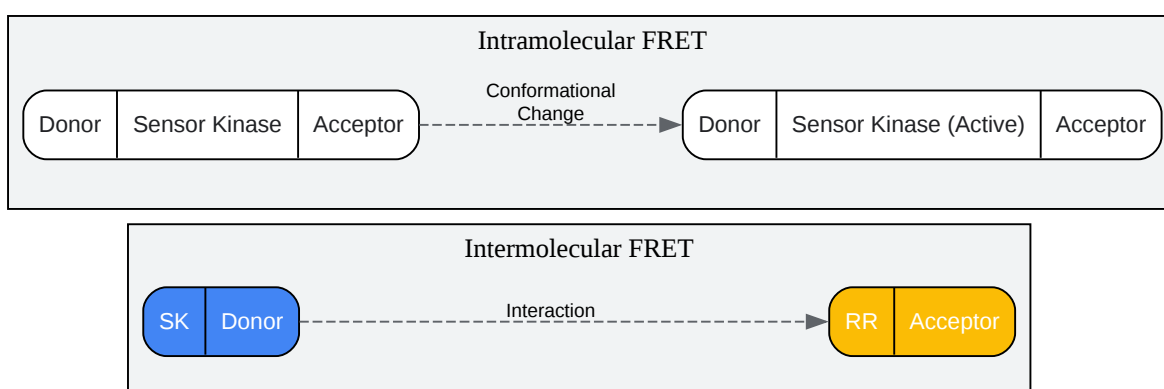 Intramolecular FRET
Donor Sensor Kinase Acceptor
Conformational
Change
Donor Sensor Kinase (Active) Acceptor
Intermolecular FRET
SK Donor
Interaction
RR Acceptor